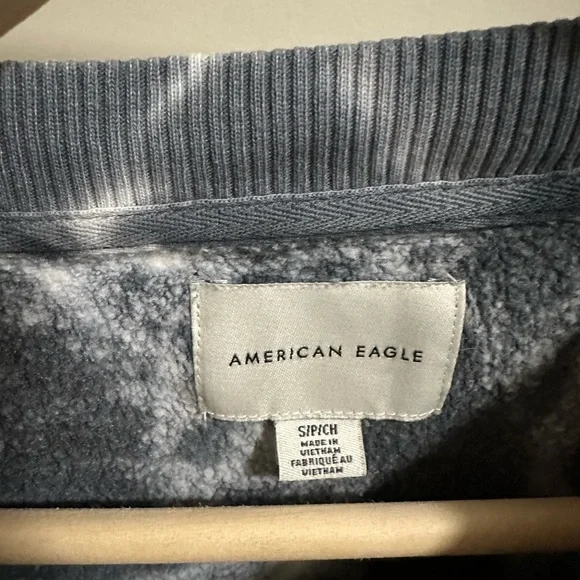 AMERICAN EAGLE
S/P/CH
MADE IN
VIETNAM
FABRIQUÉ AU
VIETNAM